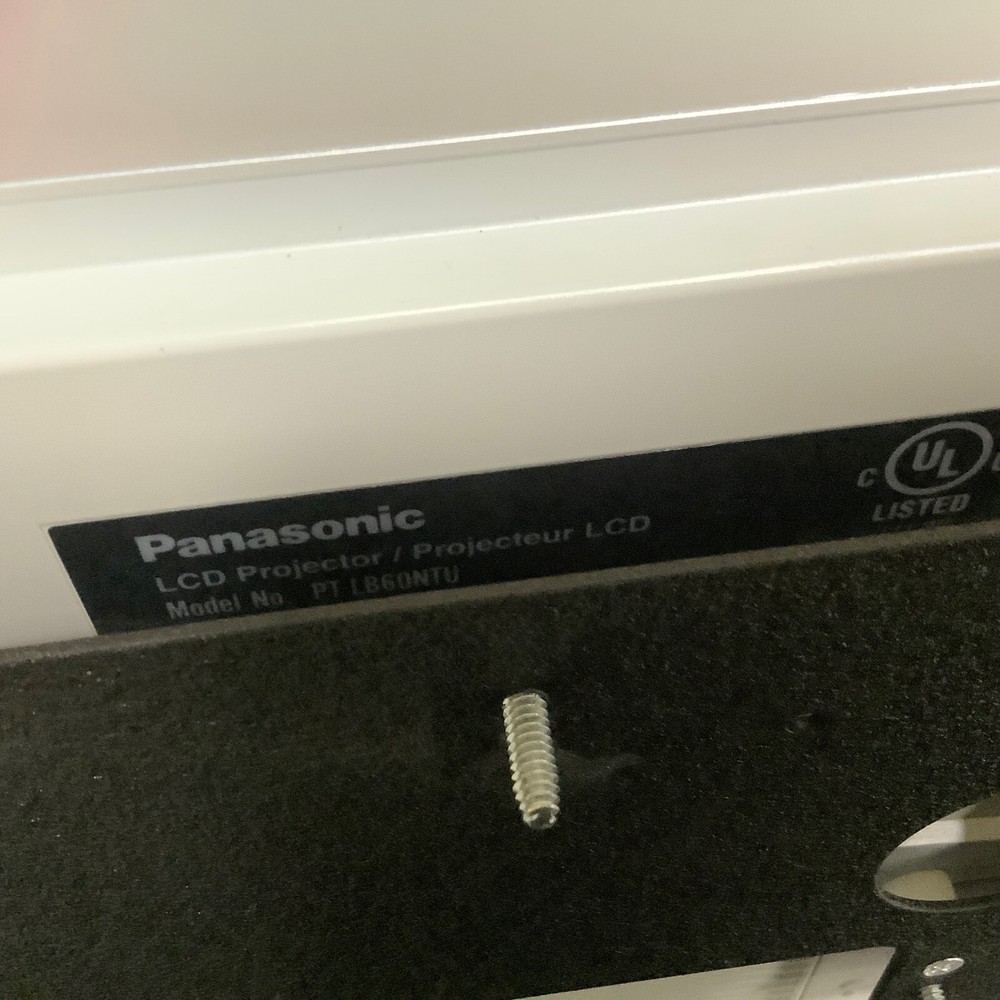 Panasonic
LCD Projector / Projecteur LCD
Model No. PT-LB60NTU
C UL
LISTED